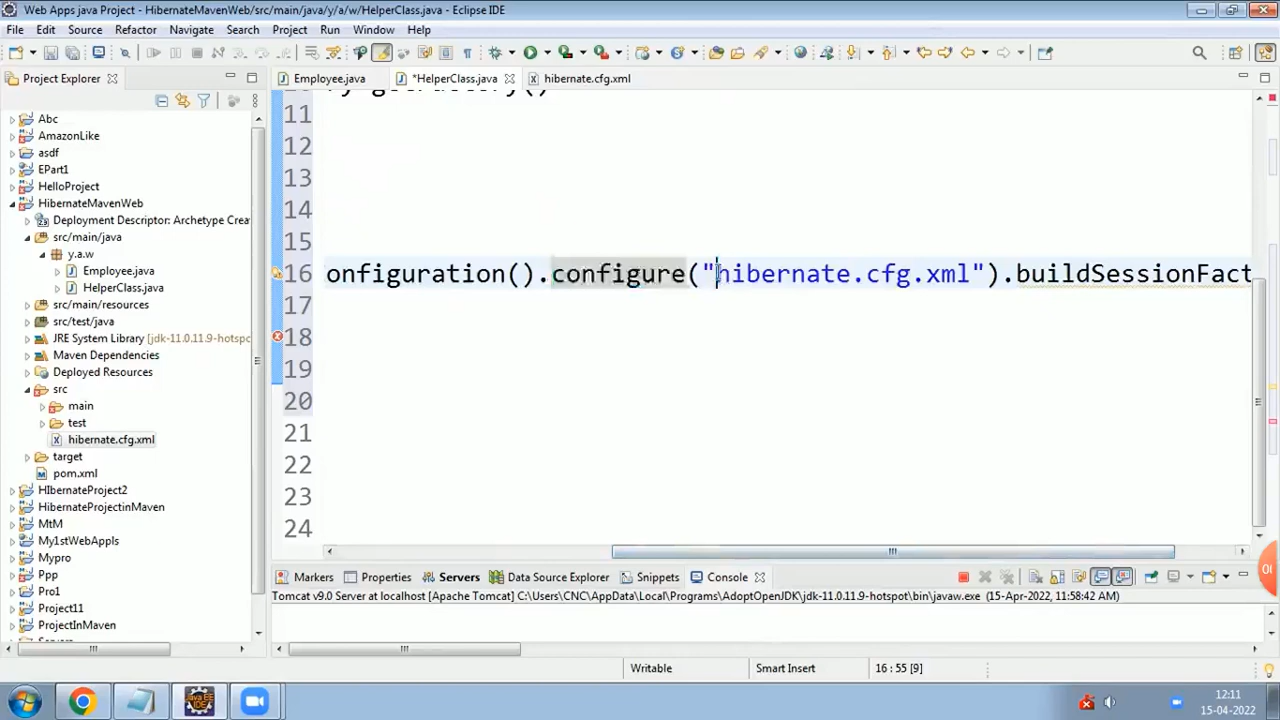 Web Apps java Project - HibernateMavenWeb/src/main/java/y/a/w/HelperClass.java - Eclipse IDE
File Edit Source Refactor Navigate Search Project Run Window Help
Project Explorer
Employee.java
*HelperClass.java
hibernate.cfg.xml
Abc
AmazonLike
asdf
EPart1
HelloProject
HibernateMavenWeb
Deployment Descriptor: Archetype Crea
src/main/java
y.a.w
Employee.java
HelperClass.java
src/main/resources
src/test/java
JRE System Library [jdk-11.0.11.9-hotspo
Maven Dependencies
Deployed Resources
src
main
test
hibernate.cfg.xml
target
pom.xml
HIbernateProject2
HibernateProjectinMaven
MtM
My1stWebAppls
Mypro
Ppp
Pro1
Project11
ProjectInMaven
11
12
13
14
15
16 onfiguration().configure("hibernate.cfg.xml").buildSessionFact
17
18
19
20
21
22
23
24
Markers Properties Servers Data Source Explorer Snippets Console
Tomcat v9.0 Server at localhost [Apache Tomcat] C:\Users\CNC\AppData\Local\Programs\AdoptOpenJDK\jdk-11.0.11.9-hotspot\bin\javaw.exe (15-Apr-2022, 11:58:42 AM)
Writable Smart Insert 16 : 55 [9]
12:11
15-04-2022